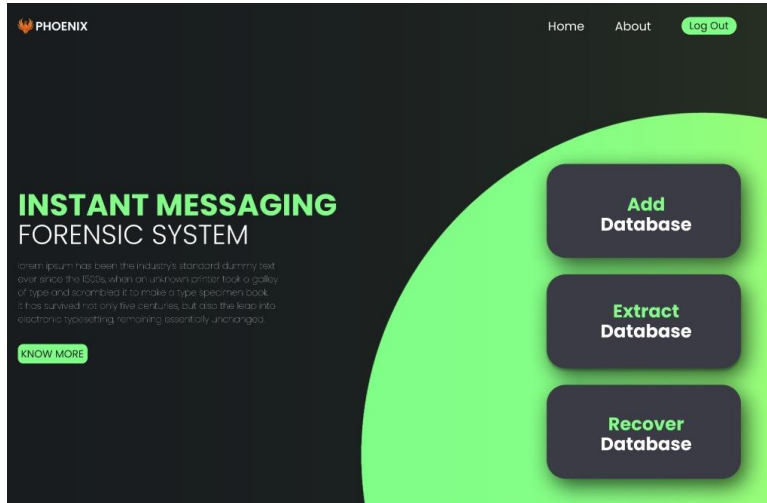 PHOENIX
Home About Log Out
INSTANT MESSAGING
FORENSIC SYSTEM
lorem ipsum has been the industry's standard dummy text
ever since the 1500s, when an unknown printer took a galley
of type and scrambled it to make a type specimen book.
It has survived not only five centuries, but also the leap into
electronic typesetting, remaining essentially unchanged.
KNOW MORE
Add
Database
Extract
Database
Recover
Database